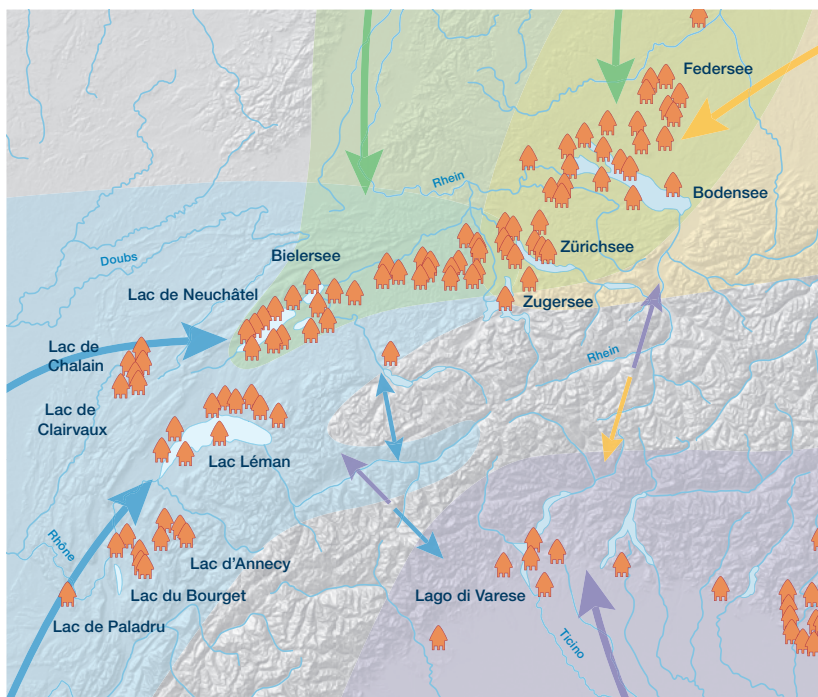 Federsee
Rhein
Bodensee
Bielersee
Zürichsee
Doubs
Lac de Neuchâtel
Zugersee
Lac de
Chalain
Rhein
Lac de
Clairvaux
Lac Léman
Rhône
Lac d'Annecy
Lac du Bourget
Lago di Varese
Lac de Paladru
Ticino